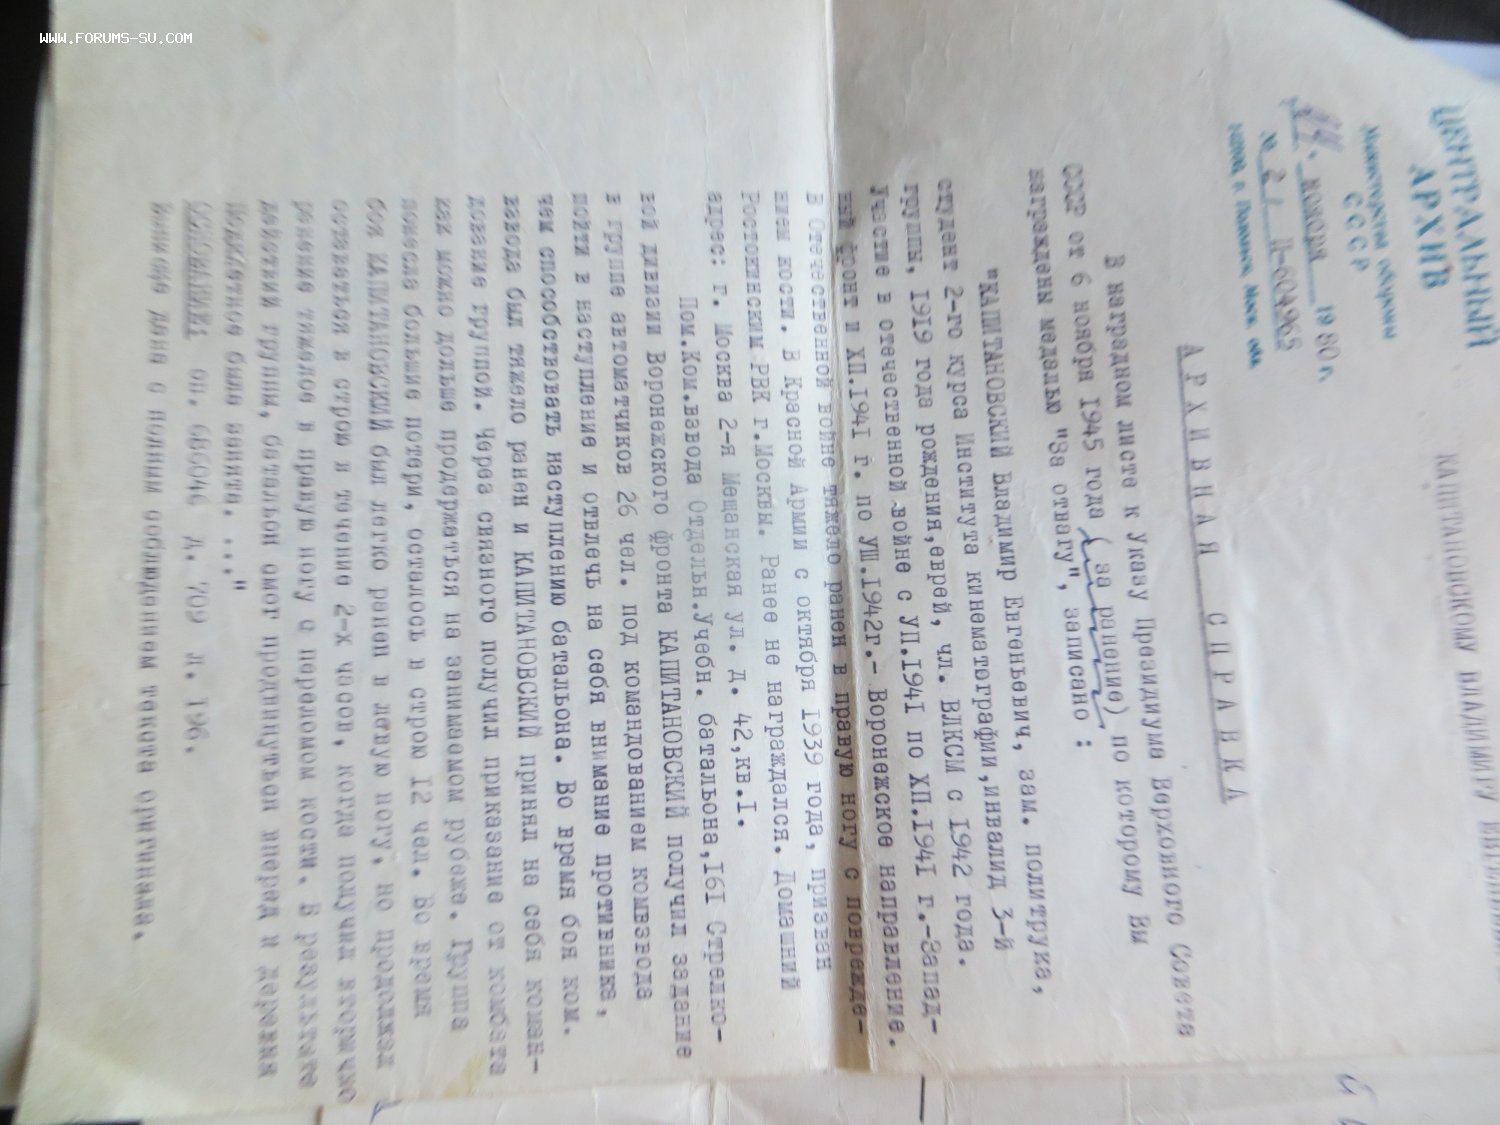 WWW.FORUMS-SU.COM
ЦЕНТРАЛЬНЫЙ
АРХИВ
Министерства обороны
СССР
ноября 1980 г.
КАПИТАНОВСКОМУ ВЛАДИМИРУ
АРХИВНАЯ СПРАВКА
В наградном листе к указу Президиума Верховного Совета
СССР от 6 ноября 1945 года (за ранение) по которому Вы
награждены медалью "За отвагу", записано :
"КАПИТАНОВСКИЙ Владимир Евгеньевич, зам. политрука,
студент 2-го курса Института кинематографии,инвалид 3-й
группы, 1919 года рождения,еврей, чл. ВЛКСМ с 1942 года.
Участие в отечественной войне с УП.1941 по ХП.1941 г.-Запад-
ный фронт и ХП.1941 г. по УШ.1942г.- Воронежское направление.
В Отечественной войне тяжело ранен в правую ногу с поврежде-
нием кости. В Красной Армии с октября 1939 года, призван
Ростокинским РВК г.Москвы. Ранее не награждался. Домашний
адрес: г. Москва 2-я Мещанская ул. д. 42,кв.1.
Пом.Ком.взвода Отдельн.Учебн. батальона,161 Стрелко-
вой дивизии Воронежского фронта КАПИТАНОВСКИЙ получил задание
в группе автоматчиков 26 чел. под командованием комвзвода
пойти в наступление и отвлечь на себя внимание противника,
чем способствовать наступлению батальона. Во время боя ком.
взвода был тяжело ранен и КАПИТАНОВСКИЙ принял на себя коман-
дование группой. Через связного получил приказание от комбата
как можно дольше продержаться на занимаемом рубеже. Группа
понесла большие потери, осталось в строю 12 чел. Во время
боя КАПИТАНОВСКИЙ был легко ранен в левую ногу, но продолжал
оставаться в строю в течение 2-х часов, когда получил вторичное
ранение тяжелое в правую ногу с переломом кости. В результате
действий группы, батальон смог продвинуться вперед и деревня
была занята. ..."
ОСНОВАНИЕ: оп. 686046 д. 709 л. 196.
дана с полным соблюдением текста оригинала.